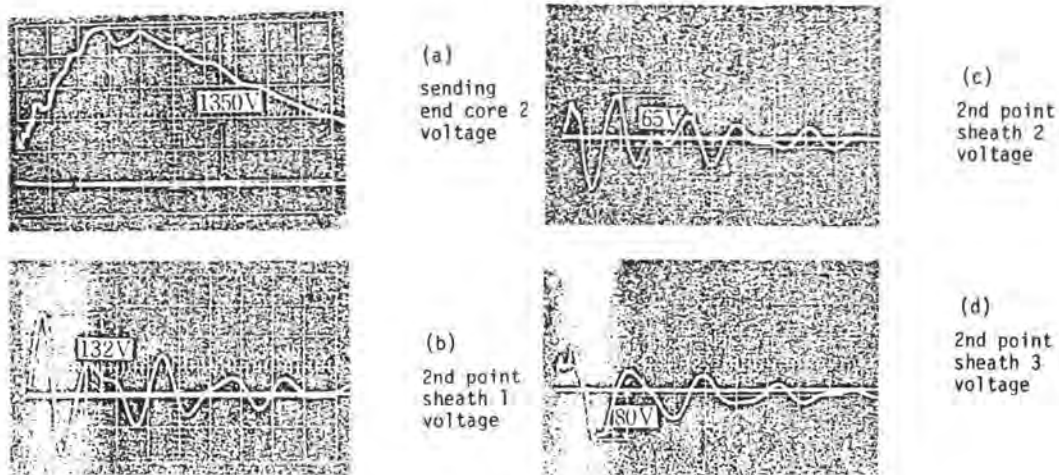 1350V
(a)
sending
end core 2
voltage
65V
(c)
2nd point
sheath 2
voltage
132V
(b)
2nd point
sheath 1
voltage
80V
(d)
2nd point
sheath 3
voltage